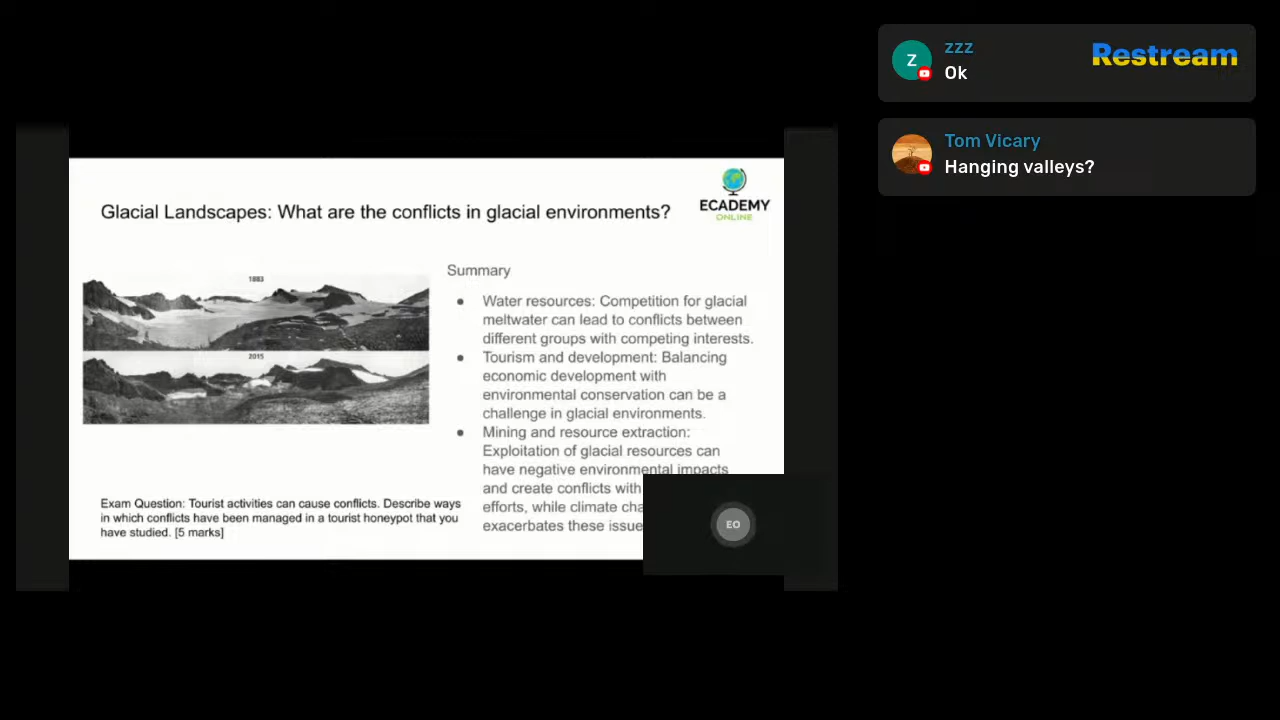 Glacial Landscapes: What are the conflicts in glacial environments?
ECADEMY
ONLINE
1883
2015
Summary
● Water resources: Competition for glacial
meltwater can lead to conflicts between
different groups with competing interests.
● Tourism and development: Balancing
economic development with
environmental conservation can be a
challenge in glacial environments.
● Mining and resource extraction:
Exploitation of glacial resources can
have negative environmental impacts
and create conflicts with
efforts, while climate cha
exacerbates these issue
Exam Question: Tourist activities can cause conflicts. Describe ways
in which conflicts have been managed in a tourist honeypot that you
have studied. [5 marks]
EO
Z
zzz
Ok
Restream
Tom Vicary
Hanging valleys?